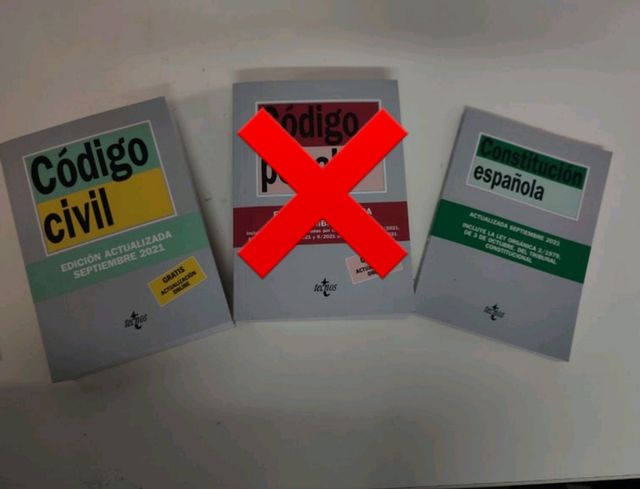 Código
civil
EDICIÓN ACTUALIZADA
SEPTIEMBRE 2021
GRATIS
ACTUALIZACIÓN
ONLINE
tecnos
Código
tecnos
Constitución
española
ACTUALIZADA SEPTIEMBRE 2021
INCLUYE LA LEY ORGÁNICA 2/1979,
DE 3 DE OCTUBRE, DEL TRIBUNAL
CONSTITUCIONAL
tecnos